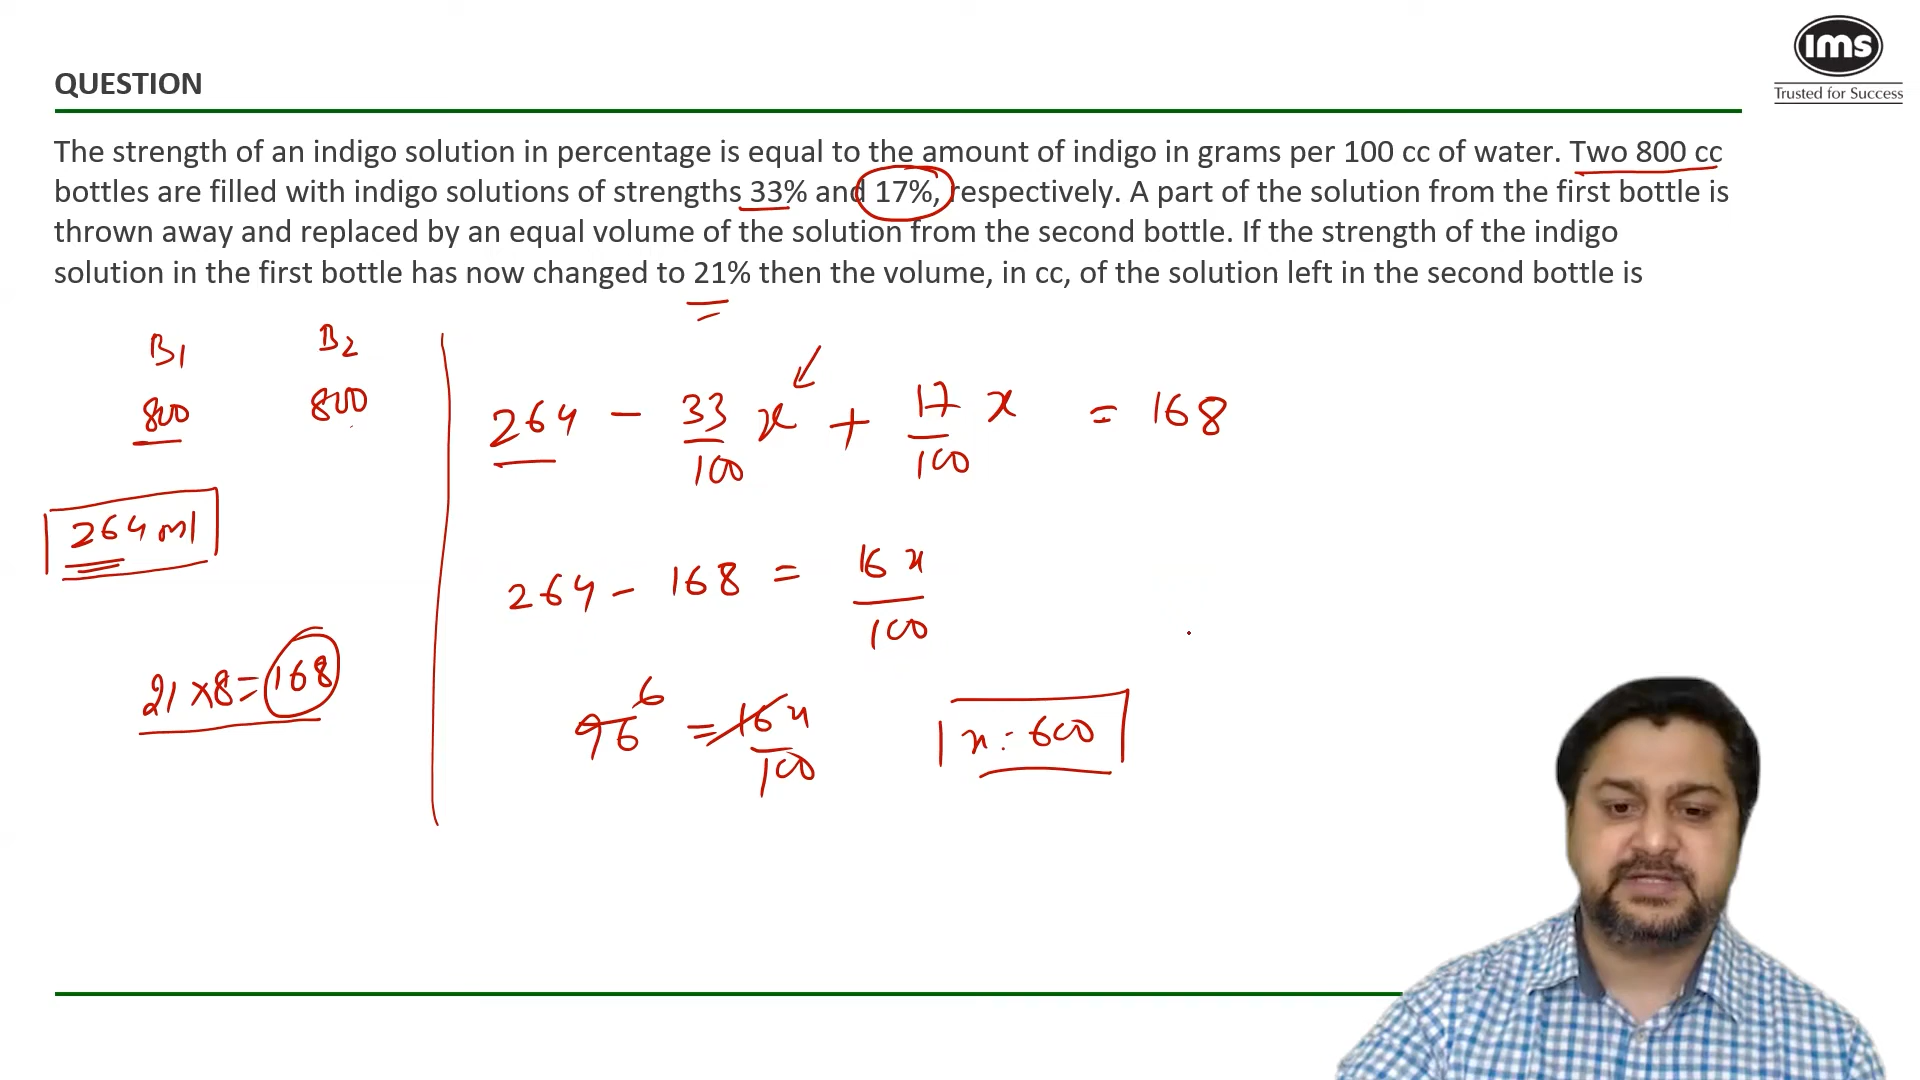 ims
Trusted for Success
QUESTION
The strength of an indigo solution in percentage is equal to the amount of indigo in grams per 100 cc of water. Two 800 cc
bottles are filled with indigo solutions of strengths 33% and 17%, respectively. A part of the solution from the first bottle is
thrown away and replaced by an equal volume of the solution from the second bottle. If the strength of the indigo
solution in the first bottle has now changed to 21% then the volume, in cc, of the solution left in the second bottle is
B1 B2
800 800
264 ml
21 x 8 = 168
264 - 33/100 x + 17/100 x = 168
264 - 168 = 16x/100
96 6 = 16x/100
x = 600